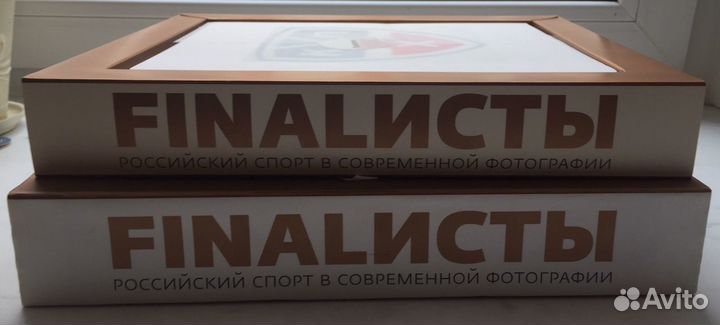 FINALИСТЫ
РОССИЙСКИЙ СПОРТ В СОВРЕМЕННОЙ ФОТОГРАФИИ
FINALИСТЫ
РОССИЙСКИЙ СПОРТ В СОВРЕМЕННОЙ ФОТОГРАФИИ
Avito